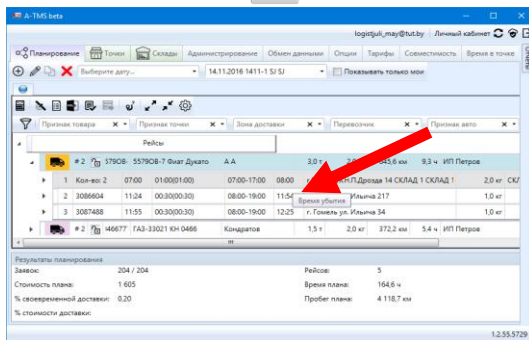 A-TMS beta
logistjuli_may@tut.by Личный кабинет
Планирование Точки Склады Администрирование Обмен данными Опции Тарифы Совместимость Время в точке
Выберите дату... 14.11.2016 1411-1 SJ SJ Показывать только мои
Признак товара Признак точки Зона доставки Перевозчик Признак авто
Рейсы
# 2 5790В- 5579ОВ-7 Фиат Дукато А А 3,0 т 345,6 км 9,3 ч ИП Петров
1 Кол-во: 2 07:00 01:00(01:00) 07:00-17:00 08:00 Н.П.Дрозда 14 СКЛАД 1 СКЛАД 1 2,0 кг СКЛ
2 3086604 11:24 00:30(00:30) 08:00-19:00 11:54 Ильича 217 1,0 кг
Время убытия
3 3087488 11:55 00:30(00:30) 08:00-19:00 12:25 г. Гомель ул. Ильича 34 1,0 кг
# 2 46677 ГАЗ-33021 КН 0466 Кондратов 1,5 т 2,0 кг 372,2 км 5,4 ч ИП Петров
Результаты планирования
Заявок: 204 / 204 Рейсов: 5
Стоимость плана: 1 605 Время плана: 164,6 ч
% своевременной доставки: 0,20 Пробег плана: 4 118,7 км
% стоимости доставки:
1.2.55.5729